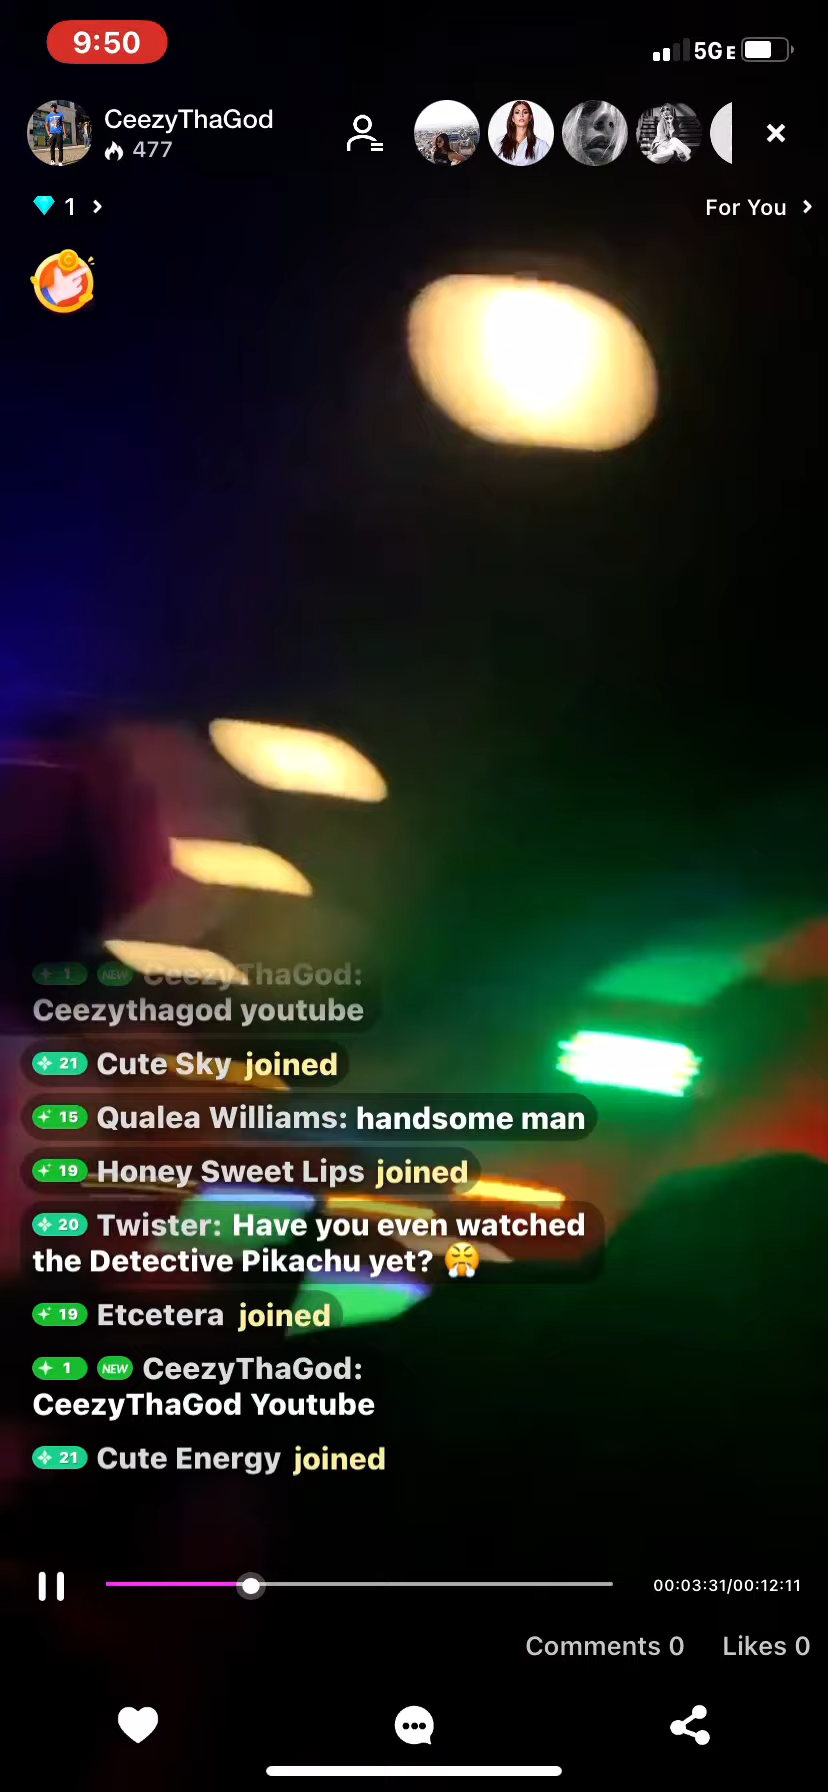 9:50
5GE
CeezyThaGod
477
1
For You
1 NEW CeezyThaGod:
Ceezythagod youtube
21 Cute Sky joined
15 Qualea Williams: handsome man
19 Honey Sweet Lips joined
20 Twister: Have you even watched
the Detective Pikachu yet? 😤
19 Etcetera joined
1 NEW CeezyThaGod:
CeezyThaGod Youtube
21 Cute Energy joined
00:03:31/00:12:11
Comments 0 Likes 0